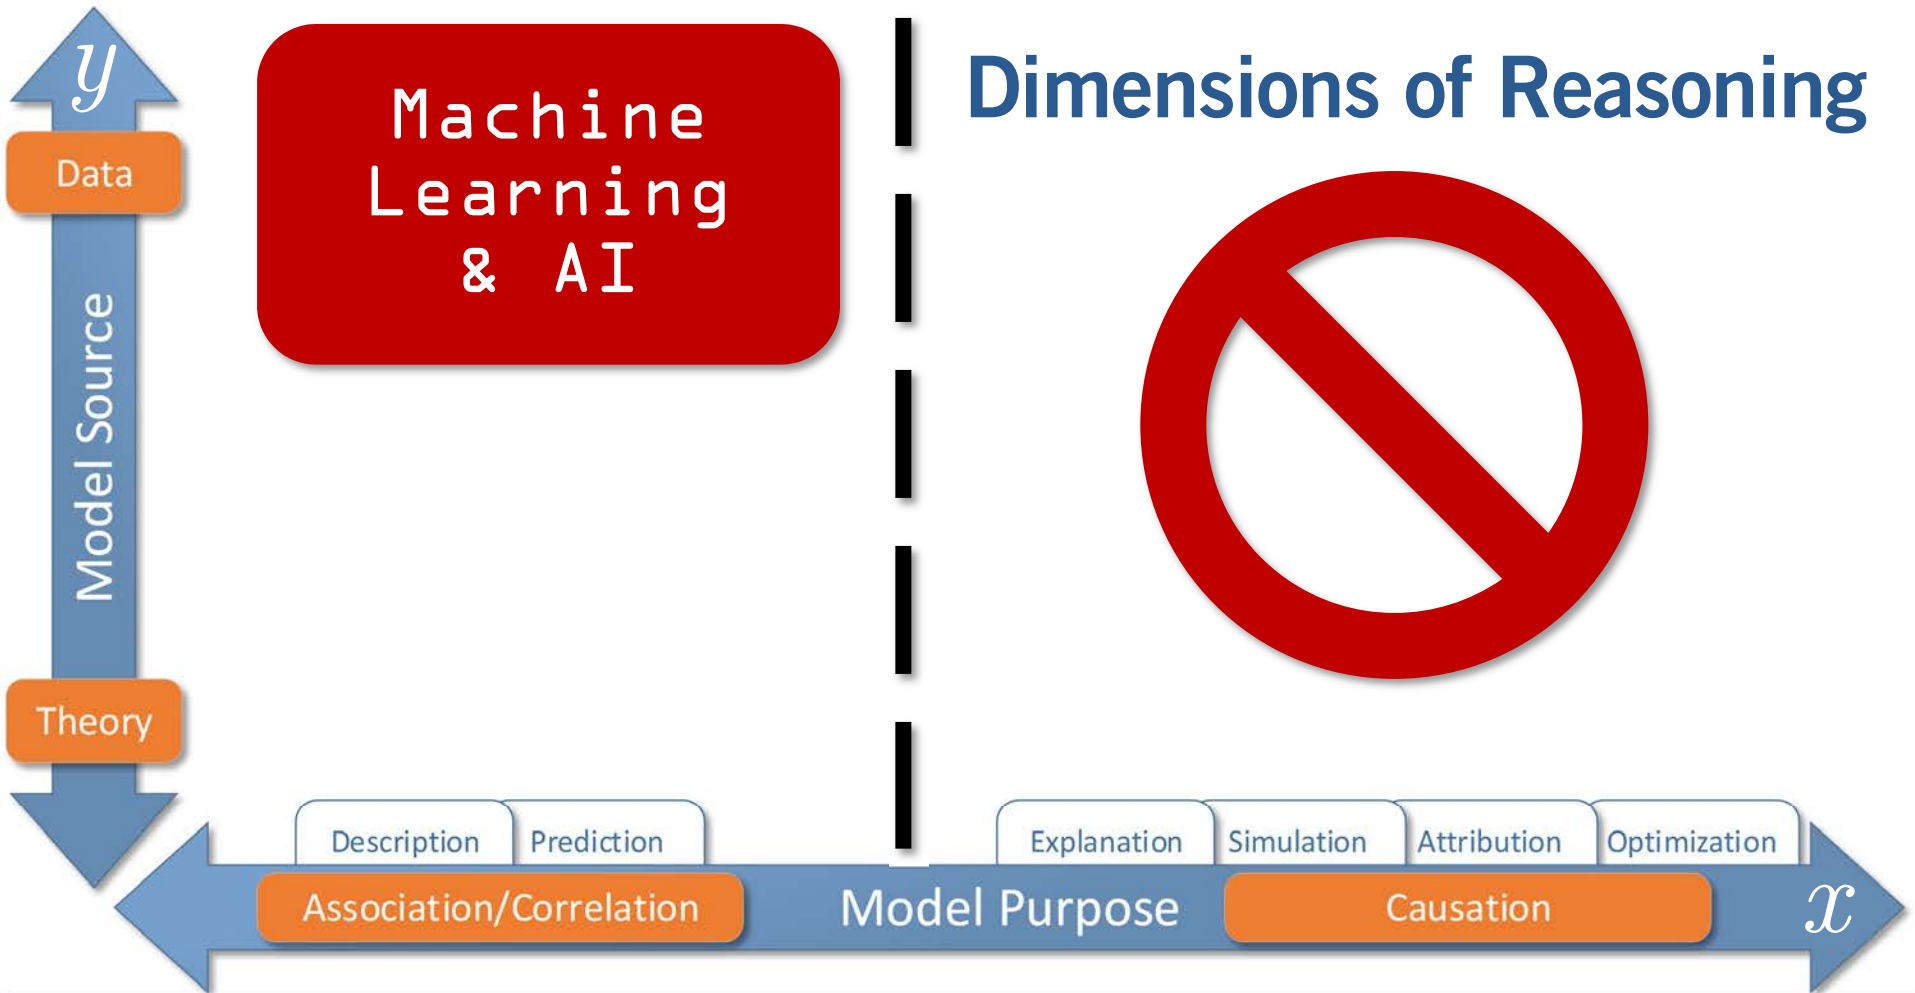 Dimensions of Reasoning
y
Data
Model Source
Theory
Machine
Learning
& AI
Description
Prediction
Explanation
Simulation
Attribution
Optimization
Association/Correlation
Model Purpose
Causation
x